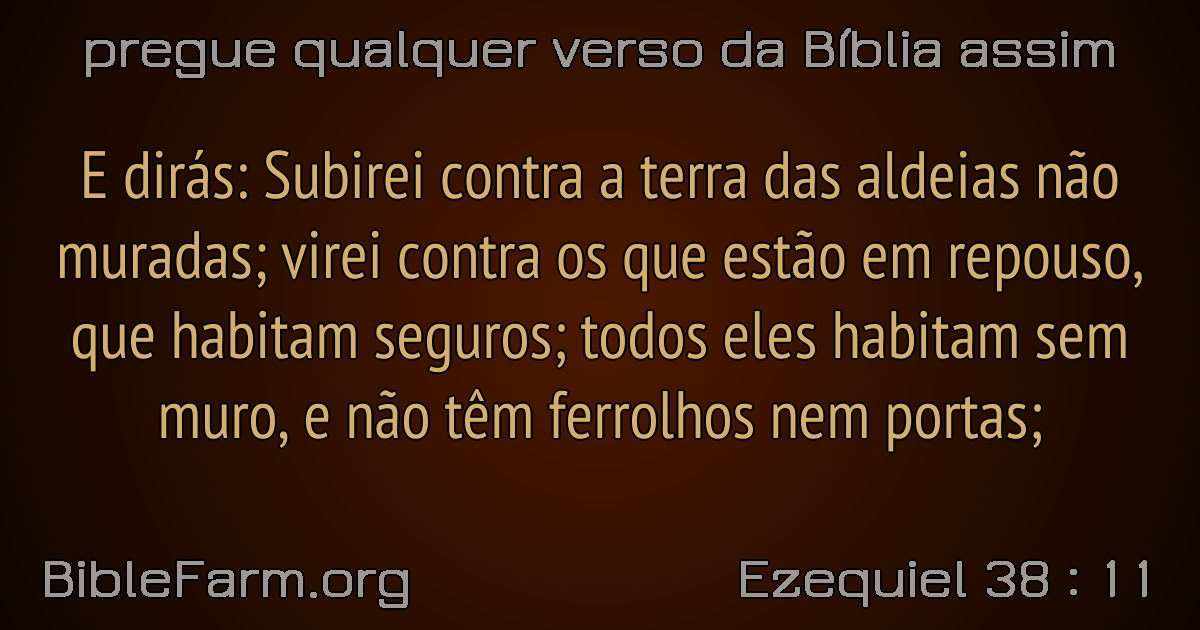 pregue qualquer verso da Bíblia assim
E dirás: Subirei contra a terra das aldeias não
muradas; virei contra os que estão em repouso,
que habitam seguros; todos eles habitam sem
muro, e não têm ferrolhos nem portas;
BibleFarm.org
Ezequiel 38 : 11